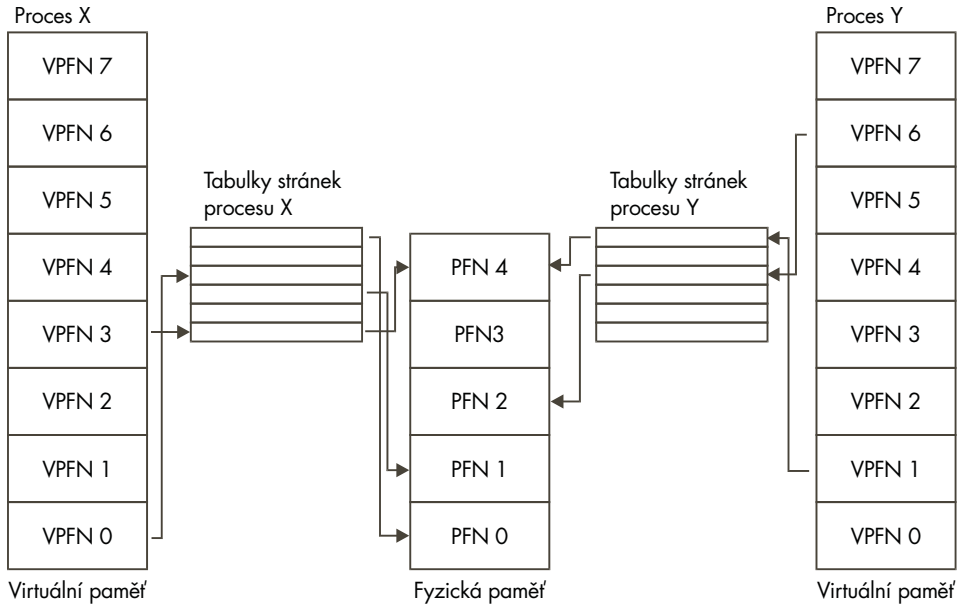 Proces X
VPFN 7
VPFN 6
VPFN 5
VPFN 4
VPFN 3
VPFN 2
VPFN 1
VPFN 0
Virtuální paměť
Tabulky stránek
procesu X
PFN 4
PFN3
PFN 2
PFN 1
PFN 0
Fyzická paměť
Tabulky stránek
procesu Y
Proces Y
VPFN 7
VPFN 6
VPFN 5
VPFN 4
VPFN 3
VPFN 2
VPFN 1
VPFN 0
Virtuální paměť